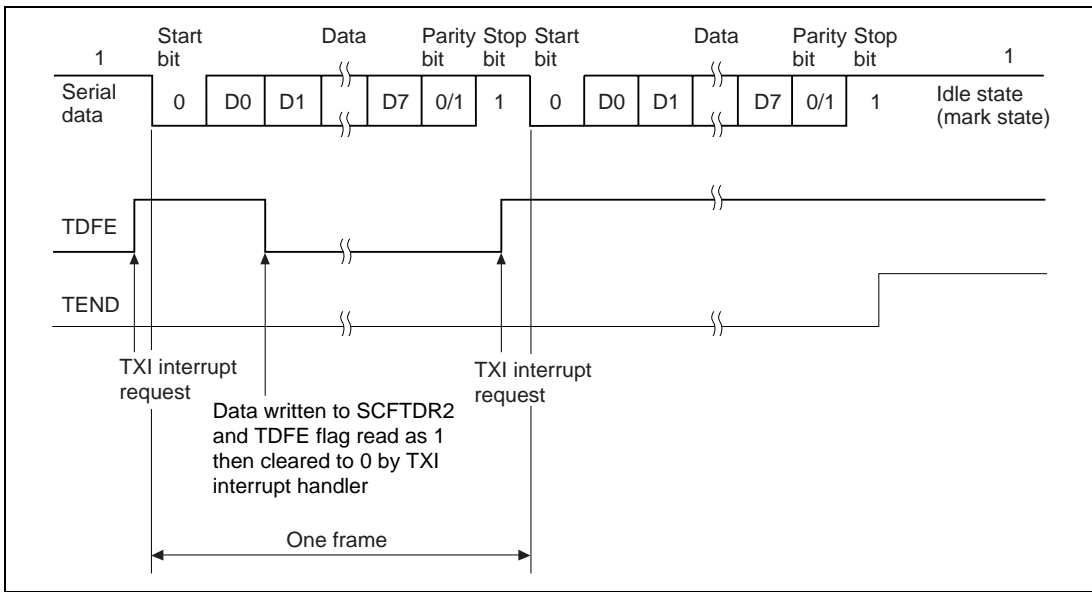 Start bit Data Parity bit Stop bit Start bit Data Parity bit Stop bit
1 1
Serial data 0 D0 D1 D7 0/1 1 0 D0 D1 D7 0/1 1 Idle state (mark state)
TDFE
TEND
TXI interrupt request
TXI interrupt request
Data written to SCFTDR2
and TDFE flag read as 1
then cleared to 0 by TXI
interrupt handler
One frame